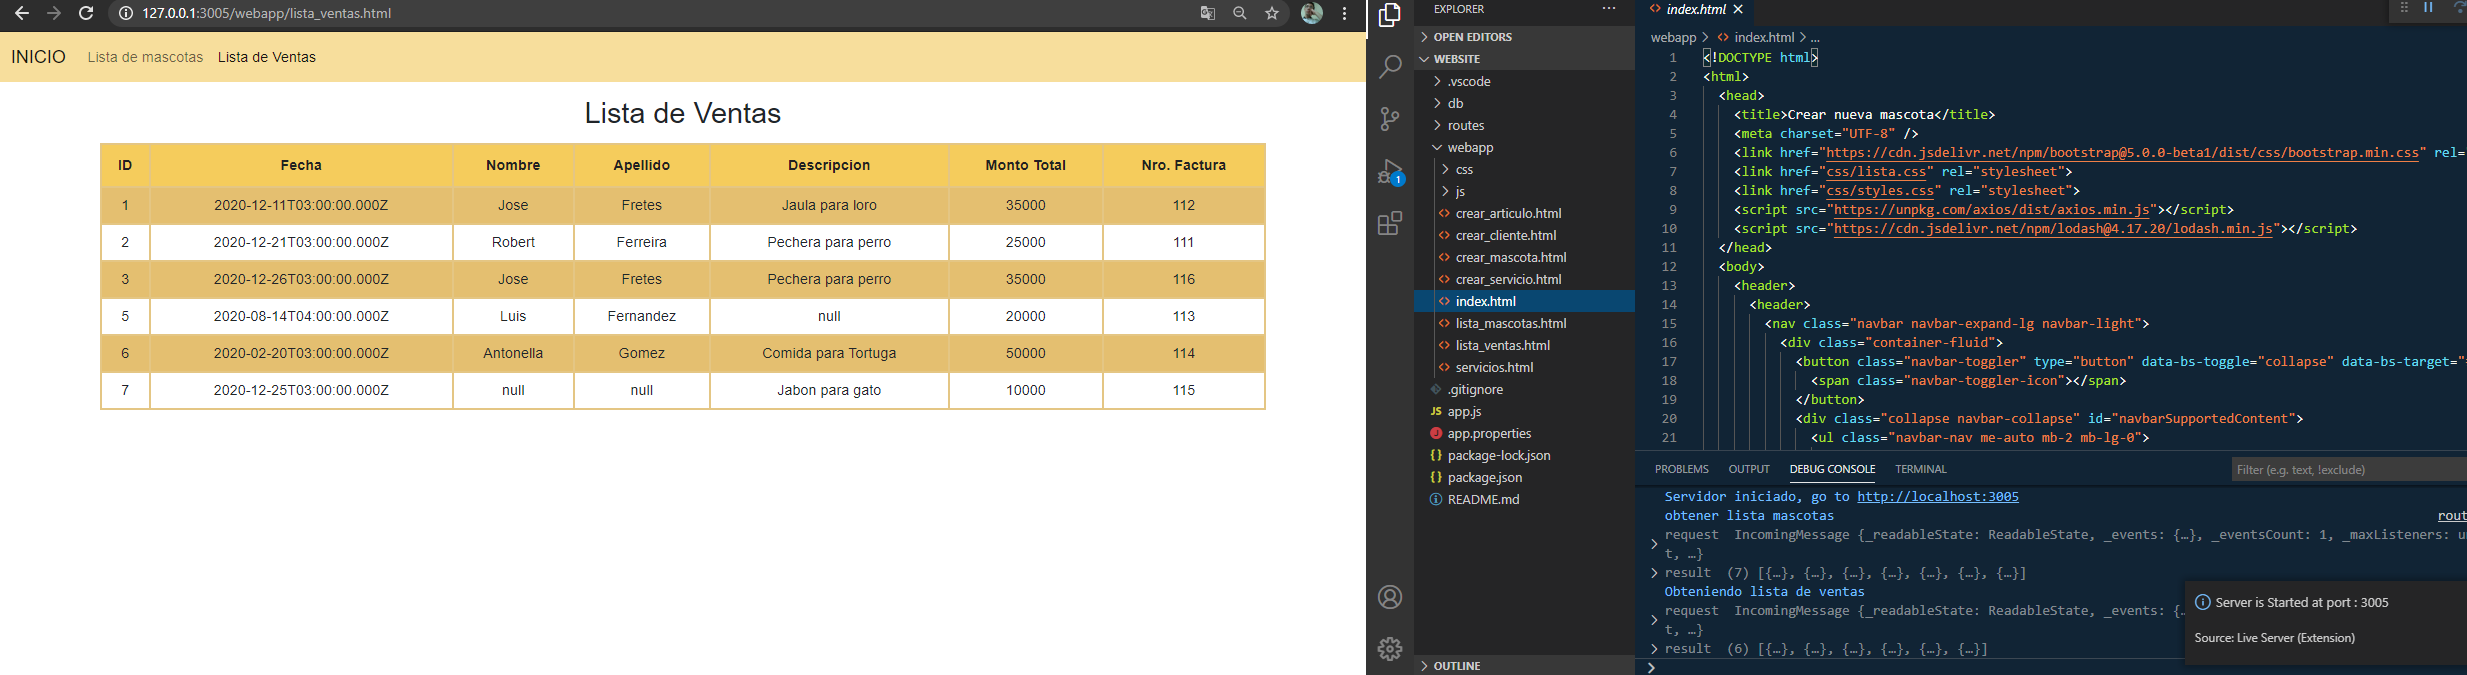 127.0.0.1:3005/webapp/lista_ventas.html
INICIO Lista de mascotas Lista de Ventas
Lista de Ventas
ID Fecha Nombre Apellido Descripcion Monto Total Nro. Factura
1 2020-12-11T03:00:00.000Z Jose Fretes Jaula para loro 35000 112
2 2020-12-21T03:00:00.000Z Robert Ferreira Pechera para perro 25000 111
3 2020-12-26T03:00:00.000Z Jose Fretes Pechera para perro 35000 116
5 2020-08-14T04:00:00.000Z Luis Fernandez null 20000 113
6 2020-02-20T03:00:00.000Z Antonella Gomez Comida para Tortuga 50000 114
7 2020-12-25T03:00:00.000Z null null Jabon para gato 10000 115
1
EXPLORER ...
OPEN EDITORS
WEBSITE
.vscode
db
routes
webapp
css
js
crear_articulo.html
crear_cliente.html
crear_mascota.html
crear_servicio.html
index.html
lista_mascotas.html
lista_ventas.html
servicios.html
.gitignore
JS app.js
app.properties
{} package-lock.json
{} package.json
README.md
OUTLINE
index.html
webapp > index.html > ...
1 <!DOCTYPE html>
2 <html>
3 <head>
4 <title>Crear nueva mascota</title>
5 <meta charset="UTF-8" />
6 <link href="https://cdn.jsdelivr.net/npm/bootstrap@5.0.0-beta1/dist/css/bootstrap.min.css" rel=
7 <link href="css/lista.css" rel="stylesheet">
8 <link href="css/styles.css" rel="stylesheet">
9 <script src="https://unpkg.com/axios/dist/axios.min.js"></script>
10 <script src="https://cdn.jsdelivr.net/npm/lodash@4.17.20/lodash.min.js"></script>
11 </head>
12 <body>
13 <header>
14 <header>
15 <nav class="navbar navbar-expand-lg navbar-light">
16 <div class="container-fluid">
17 <button class="navbar-toggler" type="button" data-bs-toggle="collapse" data-bs-target="
18 <span class="navbar-toggler-icon"></span>
19 </button>
20 <div class="collapse navbar-collapse" id="navbarSupportedContent">
21 <ul class="navbar-nav me-auto mb-2 mb-lg-0">
PROBLEMS OUTPUT DEBUG CONSOLE TERMINAL Filter (e.g. text, !exclude)
Servidor iniciado, go to http://localhost:3005
obtener lista mascotas rout
request IncomingMessage {_readableState: ReadableState, _events: {…}, _eventsCount: 1, _maxListeners: u
t, …}
result (7) [{…}, {…}, {…}, {…}, {…}, {…}, {…}]
Obteniendo lista de ventas
request IncomingMessage {_readableState: ReadableState, _events: {…
t, …}
result (6) [{…}, {…}, {…}, {…}, {…}, {…}]
Server is Started at port : 3005
Source: Live Server (Extension)